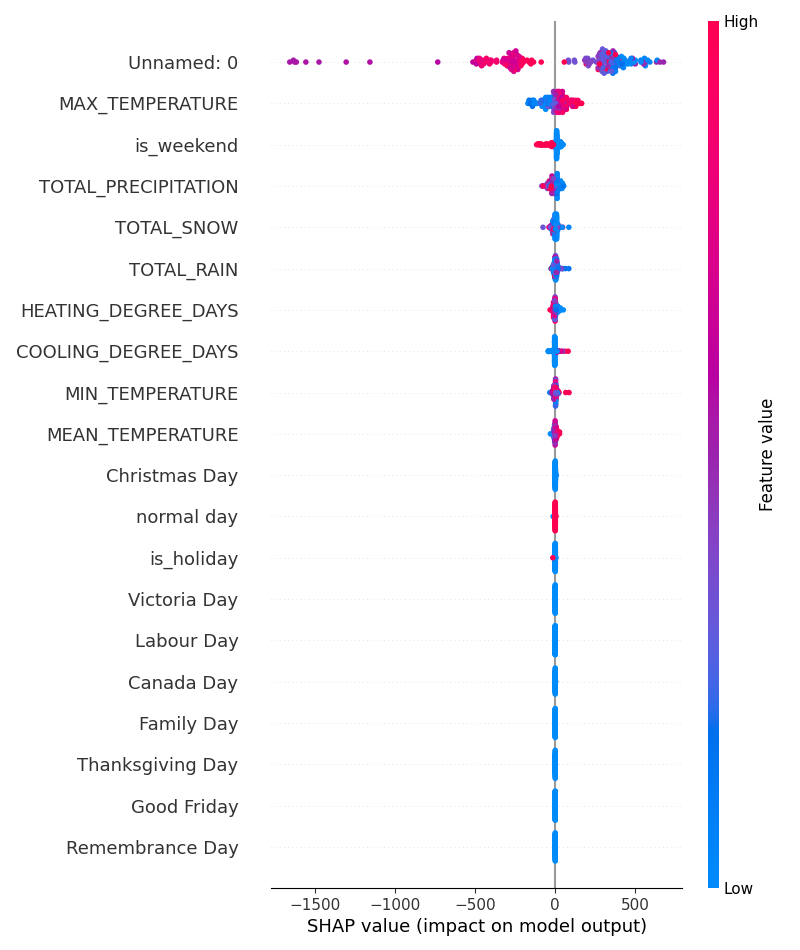 High
Unnamed: 0
MAX_TEMPERATURE
is_weekend
TOTAL_PRECIPITATION
TOTAL_SNOW
TOTAL_RAIN
HEATING_DEGREE_DAYS
COOLING_DEGREE_DAYS
MIN_TEMPERATURE
MEAN_TEMPERATURE
Christmas Day
normal day
is_holiday
Victoria Day
Labour Day
Canada Day
Family Day
Thanksgiving Day
Good Friday
Remembrance Day
Feature value
Low
−1500 −1000 −500 0 500
SHAP value (impact on model output)